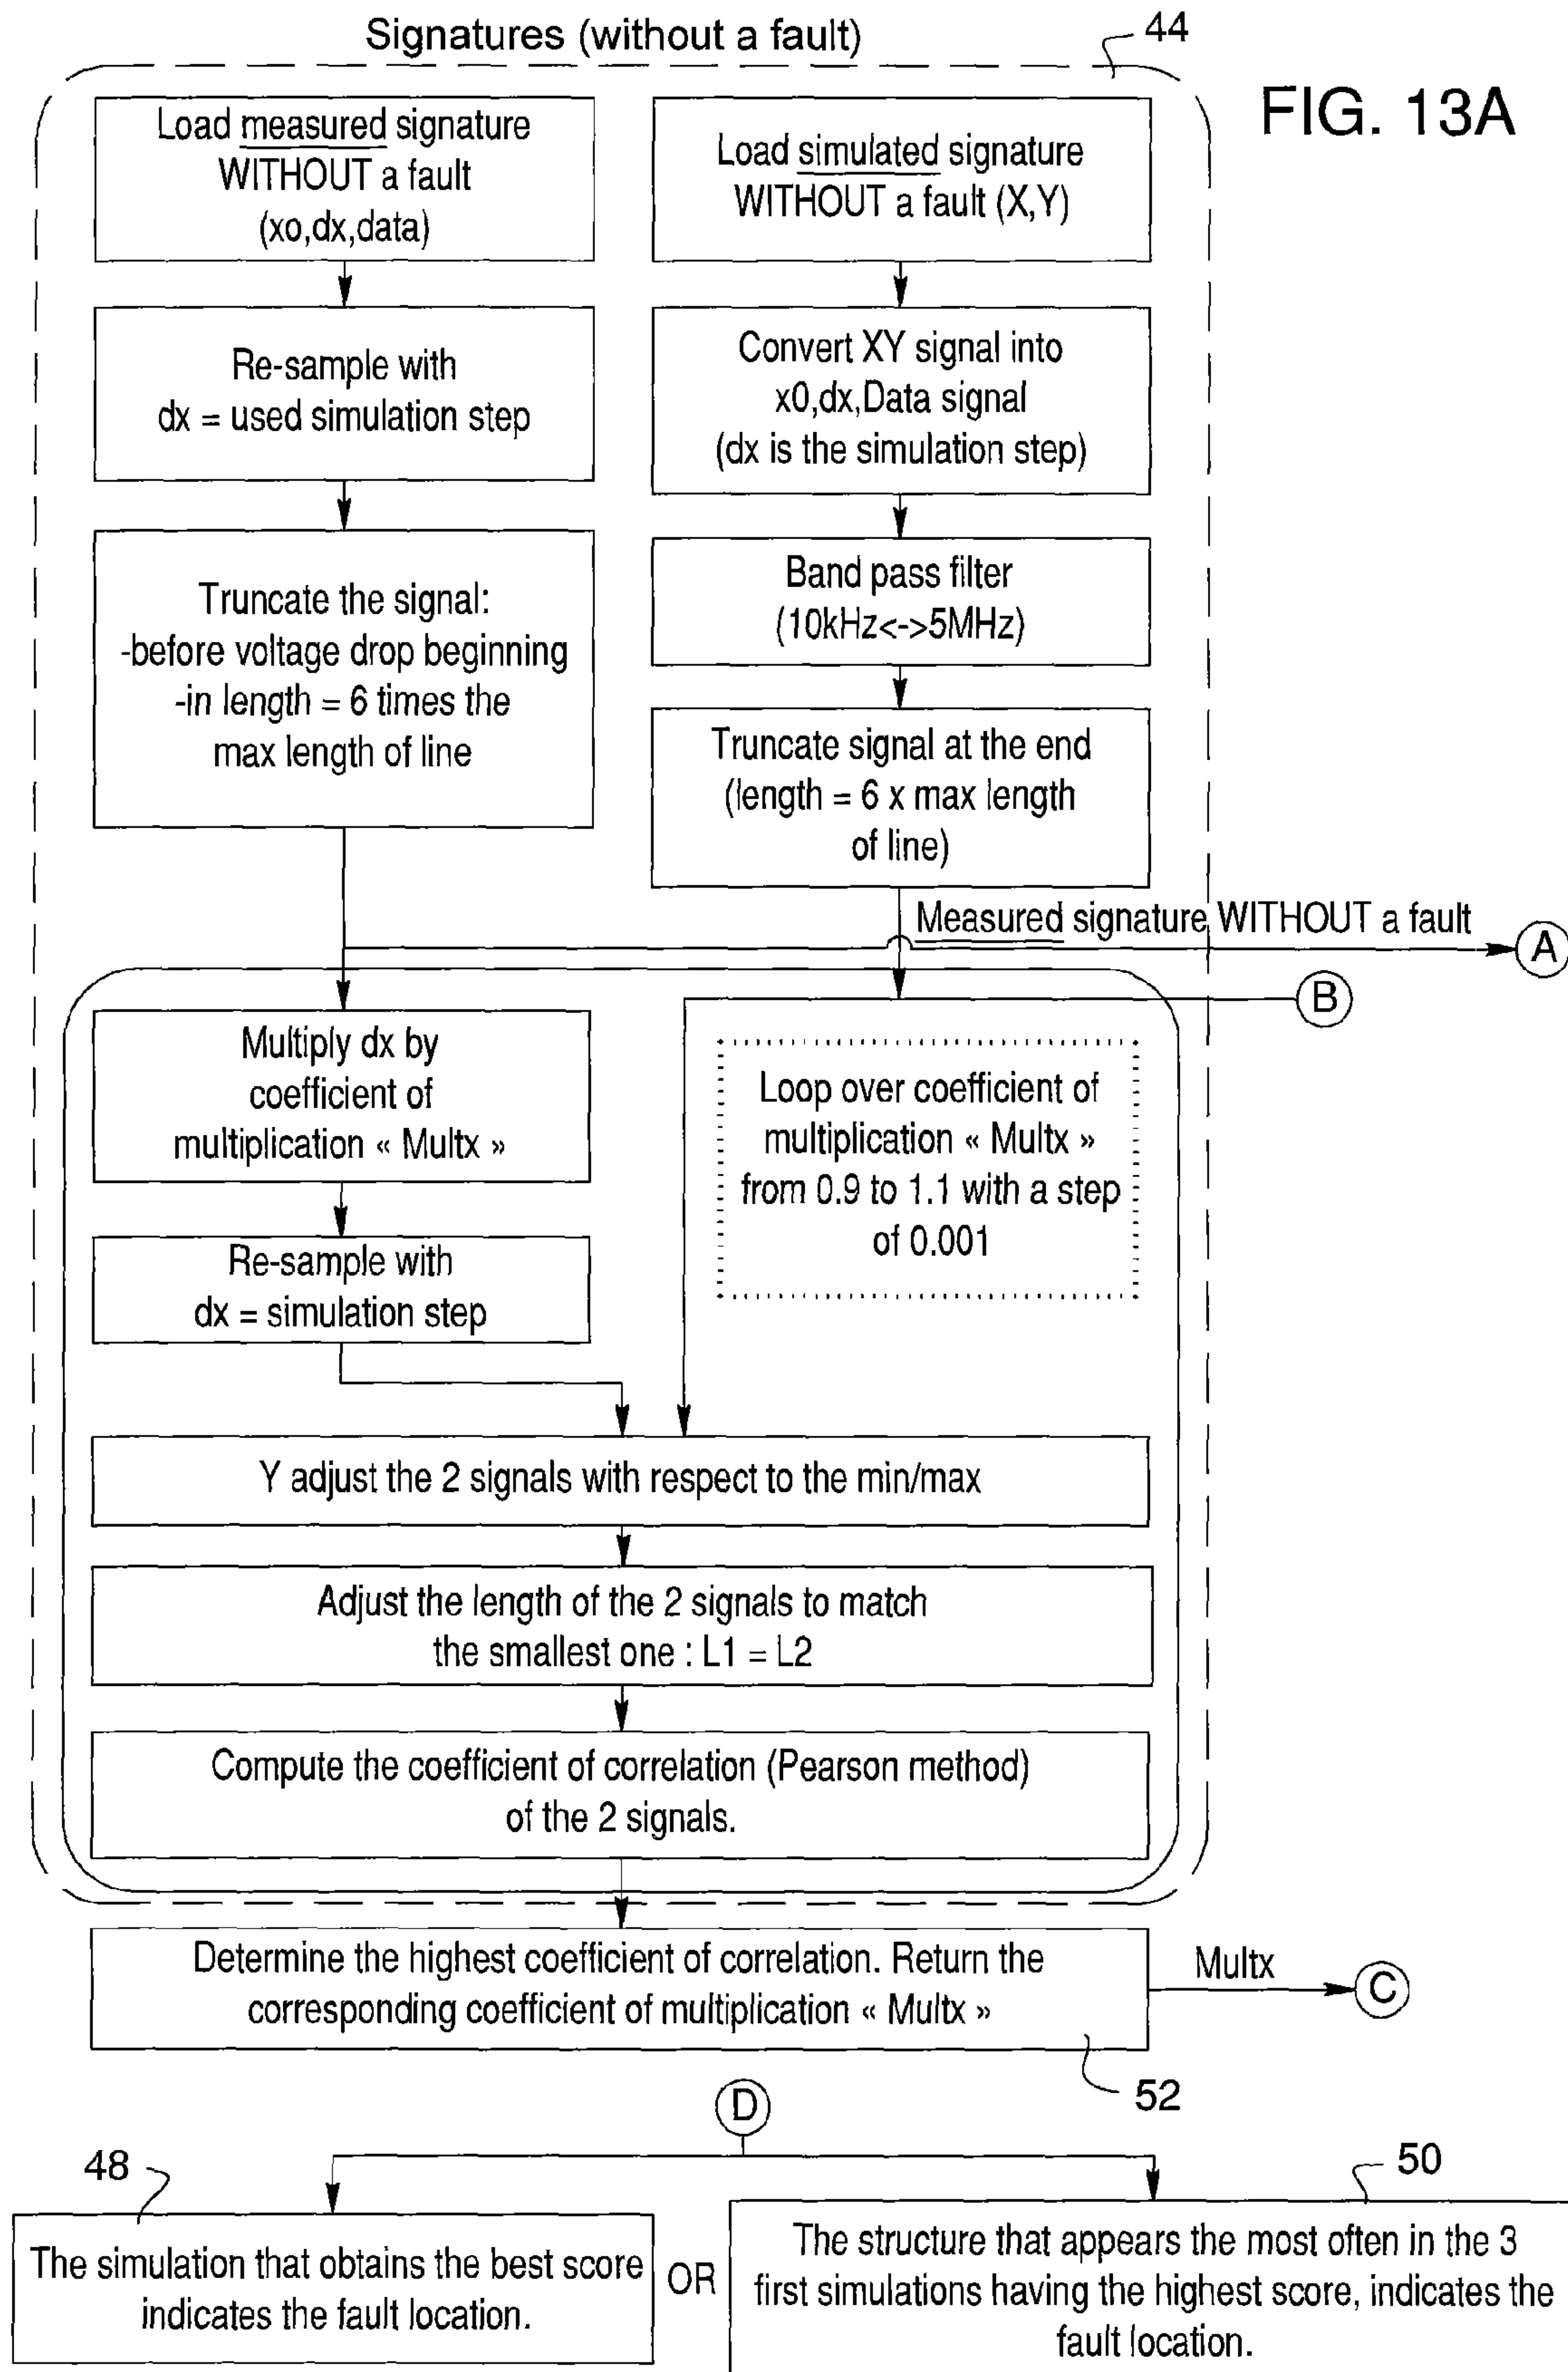 Signatures (without a fault)
44
FIG. 13A
Load measured signature
WITHOUT a fault
(xo,dx,data)
Load simulated signature
WITHOUT a fault (X,Y)
Re-sample with
dx = used simulation step
Convert XY signal into
x0,dx,Data signal
(dx is the simulation step)
Truncate the signal:
-before voltage drop beginning
-in length = 6 times the
max length of line
Band pass filter
(10kHz<->5MHz)
Truncate signal at the end
(length = 6 x max length
of line)
Measured signature WITHOUT a fault
A
B
Multiply dx by
coefficient of
multiplication « Multx »
Loop over coefficient of
multiplication « Multx »
from 0.9 to 1.1 with a step
of 0.001
Re-sample with
dx = simulation step
Y adjust the 2 signals with respect to the min/max
Adjust the length of the 2 signals to match
the smallest one : L1 = L2
Compute the coefficient of correlation (Pearson method)
of the 2 signals.
Determine the highest coefficient of correlation. Return the
corresponding coefficient of multiplication « Multx »
Multx
C
52
D
48
50
The simulation that obtains the best score
indicates the fault location.
OR
The structure that appears the most often in the 3
first simulations having the highest score, indicates the
fault location.